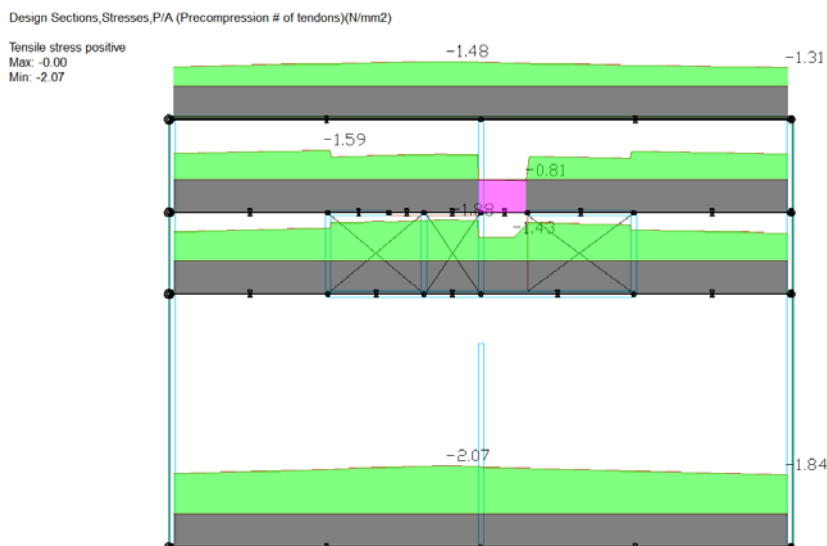 Design Sections,Stresses,P/A (Precompression # of tendons)(N/mm2)
Tensile stress positive
Max: -0.00
Min: -2.07
-1.48
-1.31
-1.59
-0.81
-1.88
-1.43
-2.07
-1.84